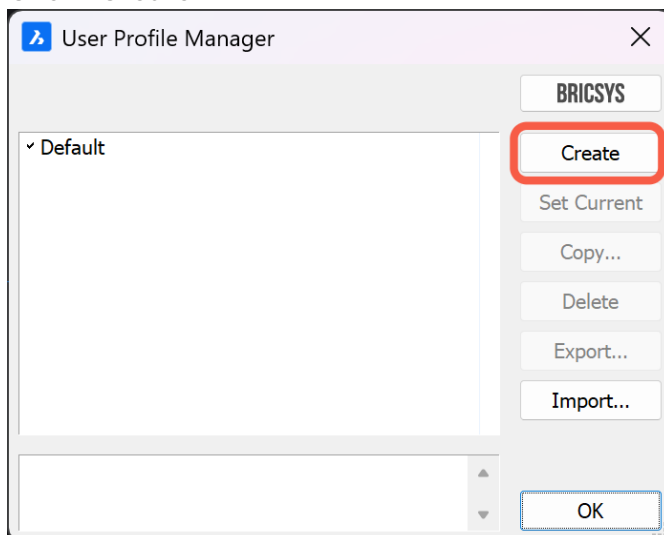 User Profile Manager
BRICSYS
Default
Create
Set Current
Copy...
Delete
Export...
Import...
OK